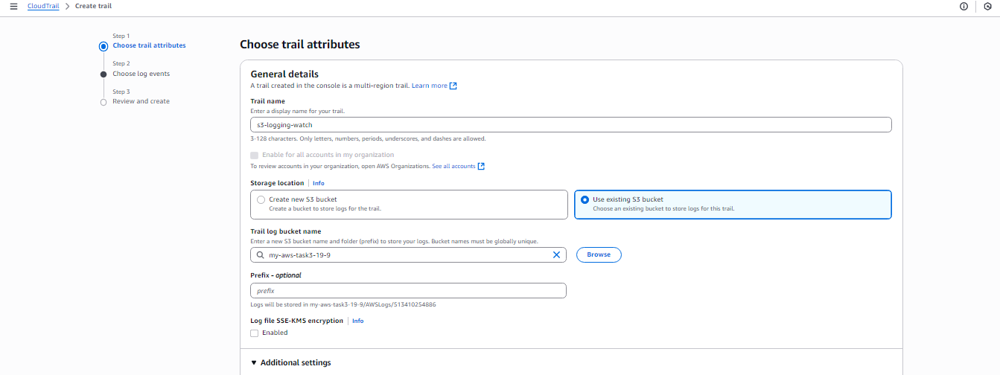 CloudTrail > Create trail
Step 1
Choose trail attributes
Step 2
Choose log events
Step 3
Review and create
Choose trail attributes
General details
A trail created in the console is a multi-region trail. Learn more
Trail name
Enter a display name for your trail.
s3-logging-watch
3-128 characters. Only letters, numbers, periods, underscores, and dashes are allowed.
Enable for all accounts in my organization
To review accounts in your organization, open AWS Organizations. See all accounts
Storage location | Info
Create new S3 bucket
Create a bucket to store logs for the trail.
Use existing S3 bucket
Choose an existing bucket to store logs for this trail.
Trail log bucket name
Enter a new S3 bucket name and folder (prefix) to store your logs. Bucket names must be globally unique.
my-aws-task3-19-9
Browse
Prefix - optional
prefix
Logs will be stored in my-aws-task3-19-9/AWSLogs/513410254886
Log file SSE-KMS encryption | Info
Enabled
Additional settings